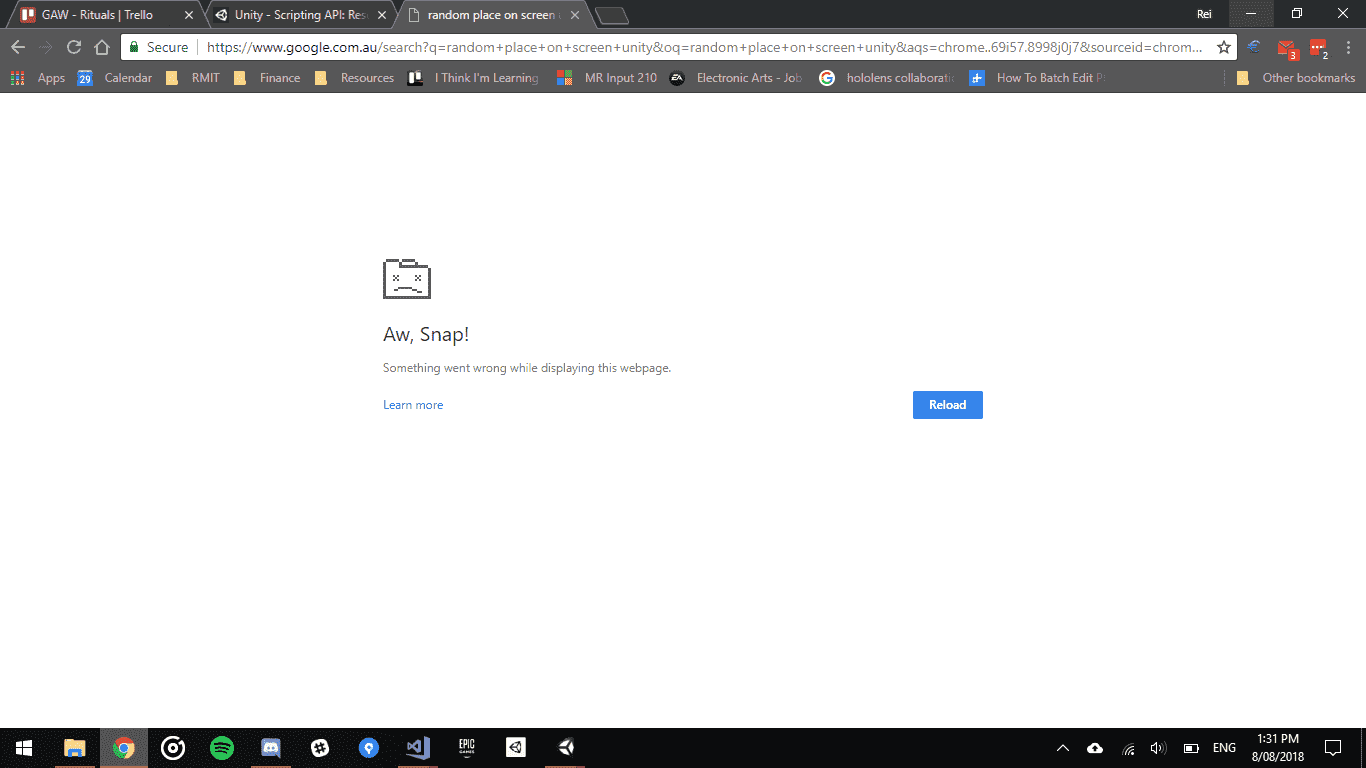 GAW - Rituals | Trello
Unity - Scripting API: Res
random place on screen
Rei
Secure
https://www.google.com.au/search?q=random+place+on+screen+unity&oq=random+place+on+screen+unity&aqs=chrome..69i57.8998j0j7&sourceid=chrom...
3
2
Apps
29
Calendar
RMIT
Finance
Resources
I Think I'm Learning
MR Input 210
EA
Electronic Arts - Job
hololens collaborati
How To Batch Edit P
Other bookmarks
Aw, Snap!
Something went wrong while displaying this webpage.
Learn more
Reload
EPIC
GAMES
ENG
1:31 PM
8/08/2018